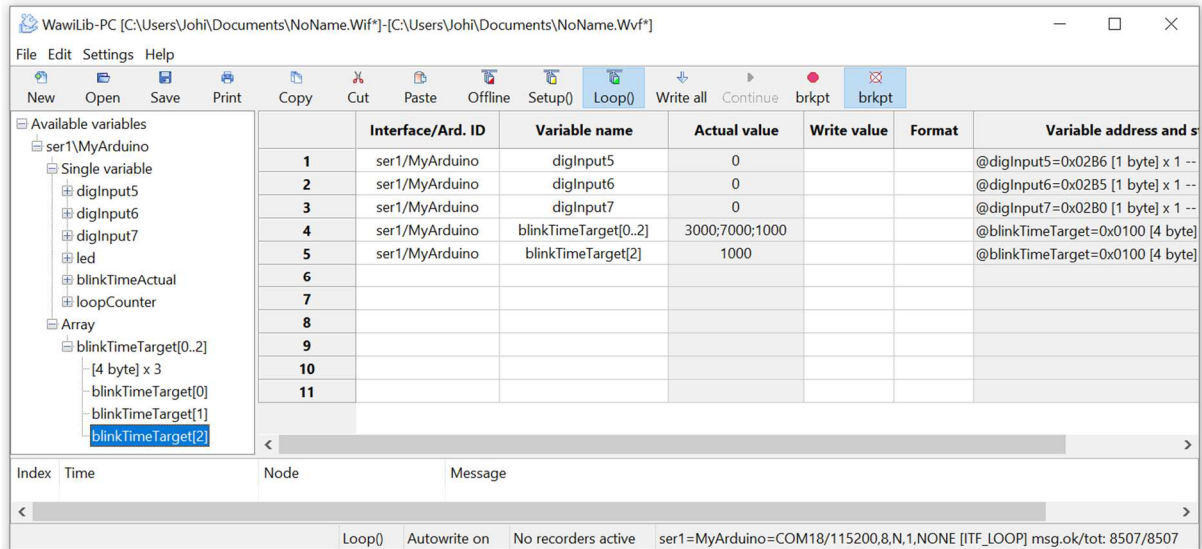 WawiLib-PC [C:\Users\Johi\Documents\NoName.Wif*]-[C:\Users\Johi\Documents\NoName.Wvf*]
File Edit Settings Help
New Open Save Print Copy Cut Paste Offline Setup() Loop() Write all Continue brkpt brkpt
Available variables
ser1\MyArduino
Single variable
digInput5
digInput6
digInput7
led
blinkTimeActual
loopCounter
Array
blinkTimeTarget[0..2]
[4 byte] x 3
blinkTimeTarget[0]
blinkTimeTarget[1]
blinkTimeTarget[2]
Interface/Ard. ID Variable name Actual value Write value Format Variable address and s
1 ser1/MyArduino digInput5 0 @digInput5=0x02B6 [1 byte] x 1 --
2 ser1/MyArduino digInput6 0 @digInput6=0x02B5 [1 byte] x 1 --
3 ser1/MyArduino digInput7 0 @digInput7=0x02B0 [1 byte] x 1 --
4 ser1/MyArduino blinkTimeTarget[0..2] 3000;7000;1000 @blinkTimeTarget=0x0100 [4 byte]
5 ser1/MyArduino blinkTimeTarget[2] 1000 @blinkTimeTarget=0x0100 [4 byte]
6
7
8
9
10
11
Index Time Node Message
Loop() Autowrite on No recorders active ser1=MyArduino=COM18/115200,8,N,1,NONE [ITF_LOOP] msg.ok/tot: 8507/8507